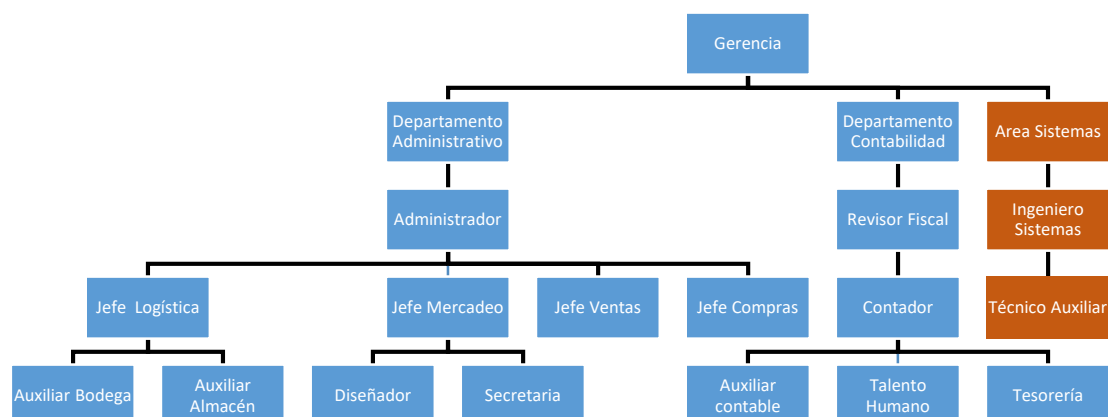 Gerencia
Departamento
Administrativo
Departamento
Contabilidad
Area Sistemas
Administrador
Revisor Fiscal
Ingeniero
Sistemas
Jefe Logística
Jefe Mercadeo
Jefe Ventas
Jefe Compras
Contador
Técnico Auxiliar
Auxiliar Bodega
Auxiliar
Almacén
Diseñador
Secretaria
Auxiliar
contable
Talento
Humano
Tesorería